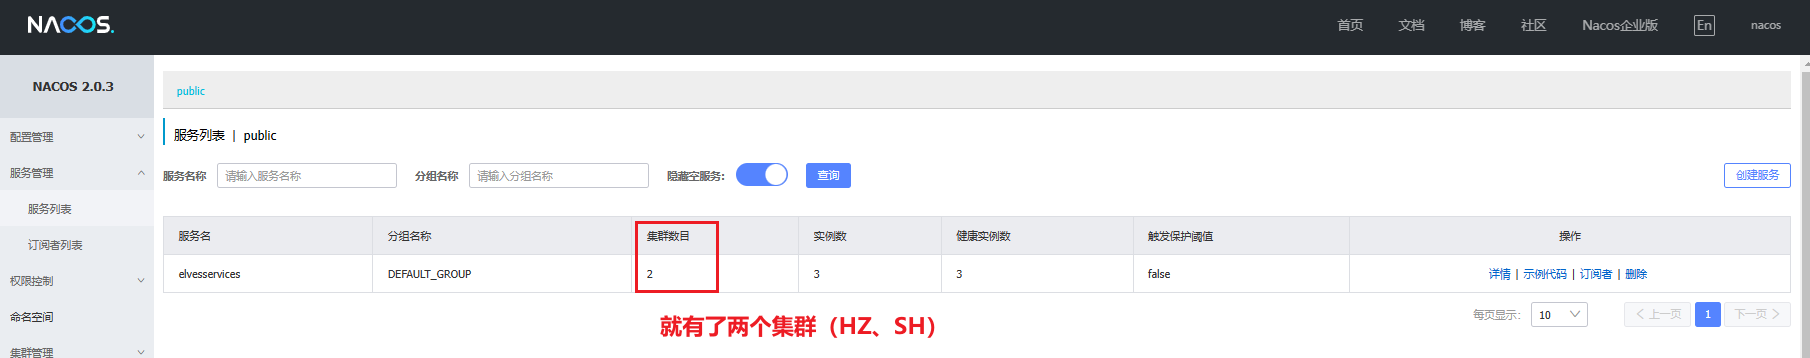 NACOS.
首页 文档 博客 社区 Nacos企业版 En nacos
NACOS 2.0.3
public
配置管理
服务列表 | public
服务管理
服务名称 请输入服务名称 分组名称 请输入分组名称 隐藏空服务: 查询 创建服务
服务列表
订阅者列表
服务名 分组名称 集群数目 实例数 健康实例数 触发保护阈值 操作
elvesservices DEFAULT_GROUP 2 3 3 false 详情 | 示例代码 | 订阅者 | 删除
权限控制
命名空间
每页显示: 10 < 上一页 1 下一页 >
就有了两个集群（HZ、SH）
集群管理